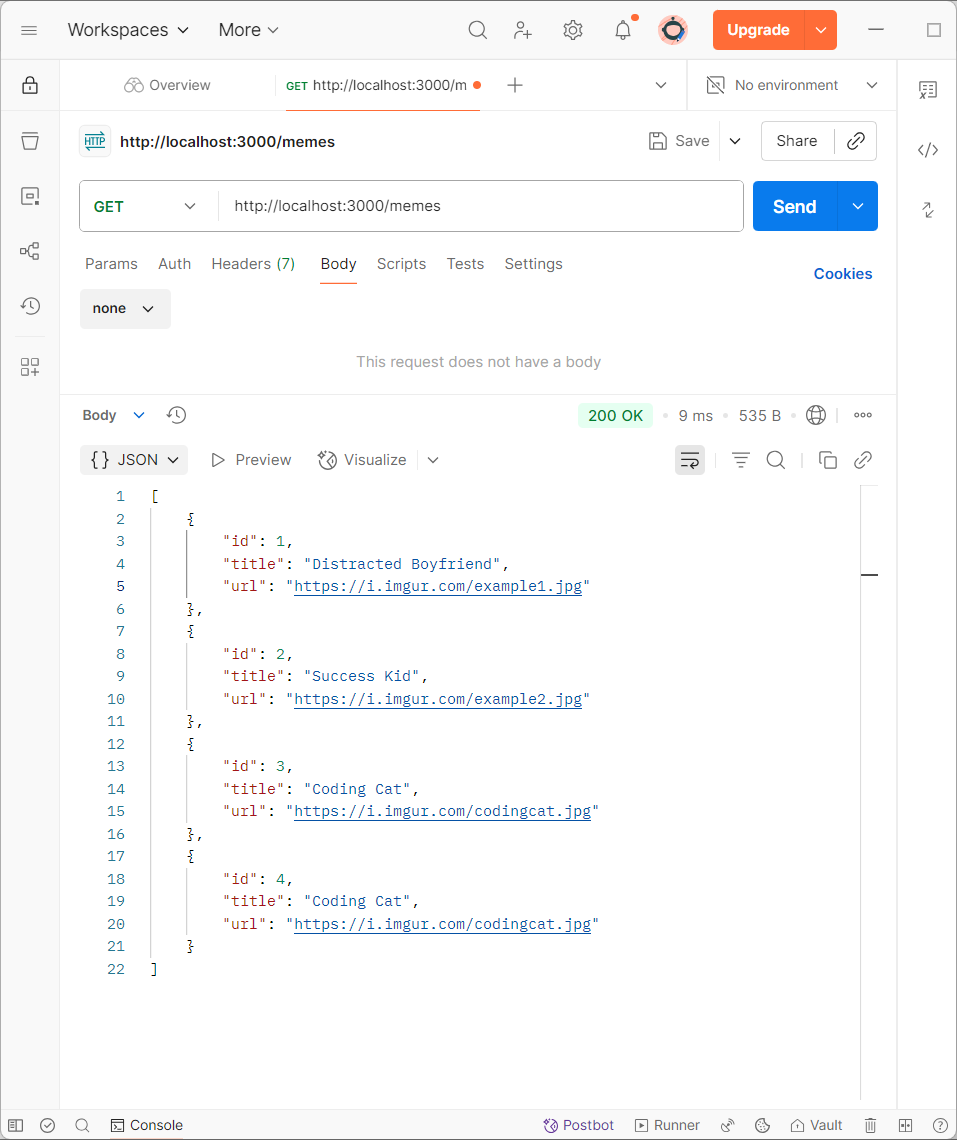 Workspaces More Upgrade
Overview GET http://localhost:3000/m No environment
HTTP http://localhost:3000/memes Save Share
GET http://localhost:3000/memes Send
Params Auth Headers (7) Body Scripts Tests Settings Cookies
none
This request does not have a body
Body 200 OK 9 ms 535 B
{} JSON Preview Visualize
1 [
2 {
3 "id": 1,
4 "title": "Distracted Boyfriend",
5 "url": "https://i.imgur.com/example1.jpg"
6 },
7 {
8 "id": 2,
9 "title": "Success Kid",
10 "url": "https://i.imgur.com/example2.jpg"
11 },
12 {
13 "id": 3,
14 "title": "Coding Cat",
15 "url": "https://i.imgur.com/codingcat.jpg"
16 },
17 {
18 "id": 4,
19 "title": "Coding Cat",
20 "url": "https://i.imgur.com/codingcat.jpg"
21 }
22 ]
Console Postbot Runner Vault